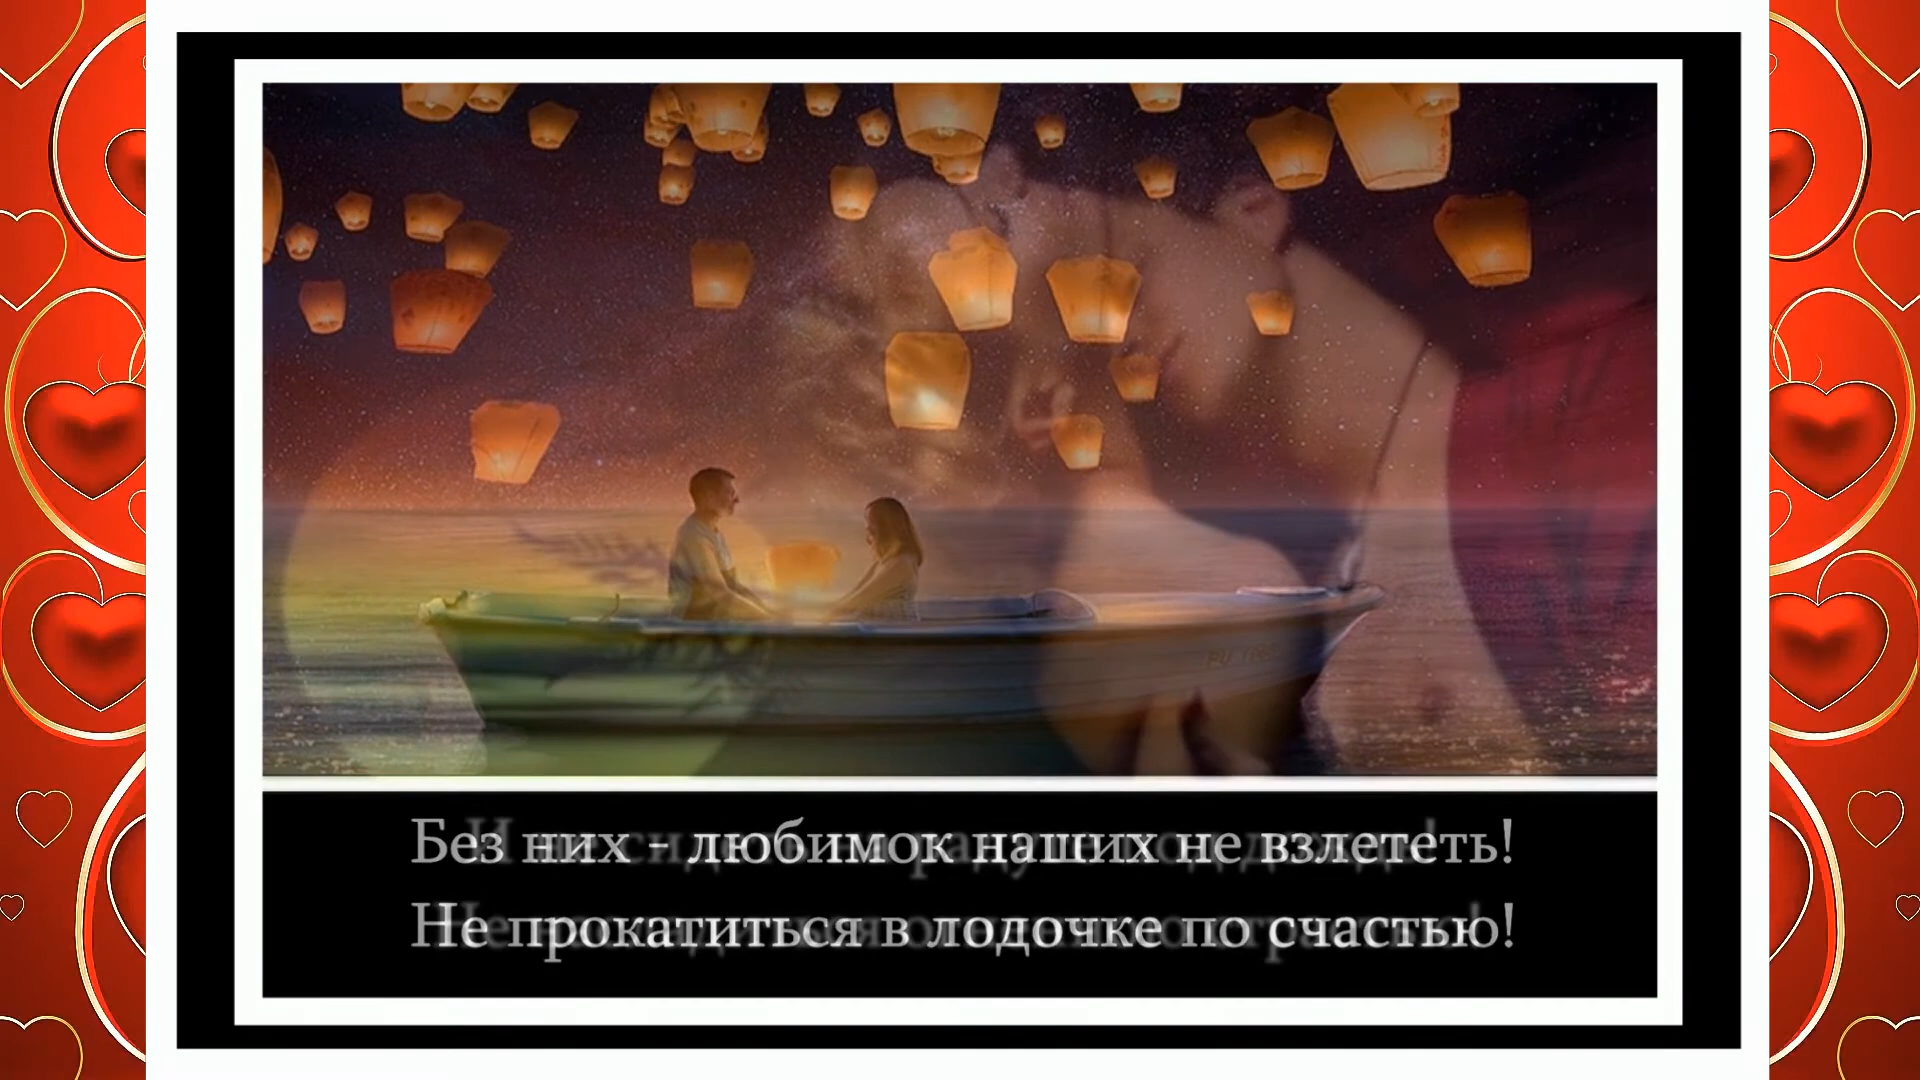 Без них - любимок наших не взлететь!
Не прокатиться в лодочке по счастью!